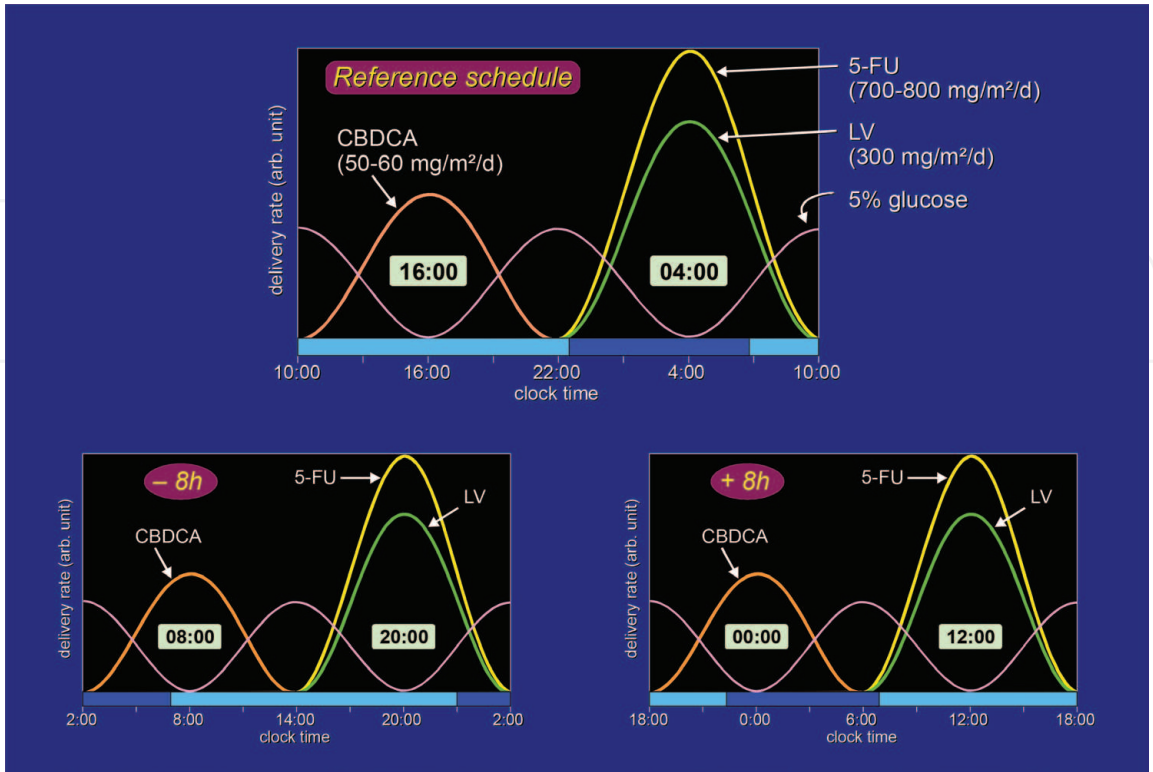 Reference schedule
CBDCA
(50-60 mg/m²/d)
5-FU
(700-800 mg/m²/d)
LV
(300 mg/m²/d)
5% glucose
16:00
04:00
delivery rate (arb. unit)
10:00 16:00 22:00 4:00 10:00
clock time
– 8h
5-FU
LV
CBDCA
08:00
20:00
delivery rate (arb. unit)
2:00 8:00 14:00 20:00 2:00
clock time
+ 8h
5-FU
LV
CBDCA
00:00
12:00
delivery rate (arb. unit)
18:00 0:00 6:00 12:00 18:00
clock time